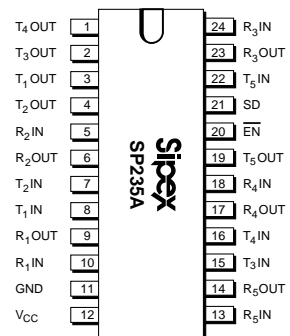 T4OUT 1
T3OUT 2
T1OUT 3
T2OUT 4
R2IN 5
R2OUT 6
T2IN 7
T1IN 8
R1OUT 9
R1IN 10
GND 11
VCC 12
Sipex
SP235A
24 R3IN
23 R3OUT
22 T5IN
21 SD
20 E̅N̅
19 T5OUT
18 R4IN
17 R4OUT
16 T4IN
15 T3IN
14 R5OUT
13 R5IN